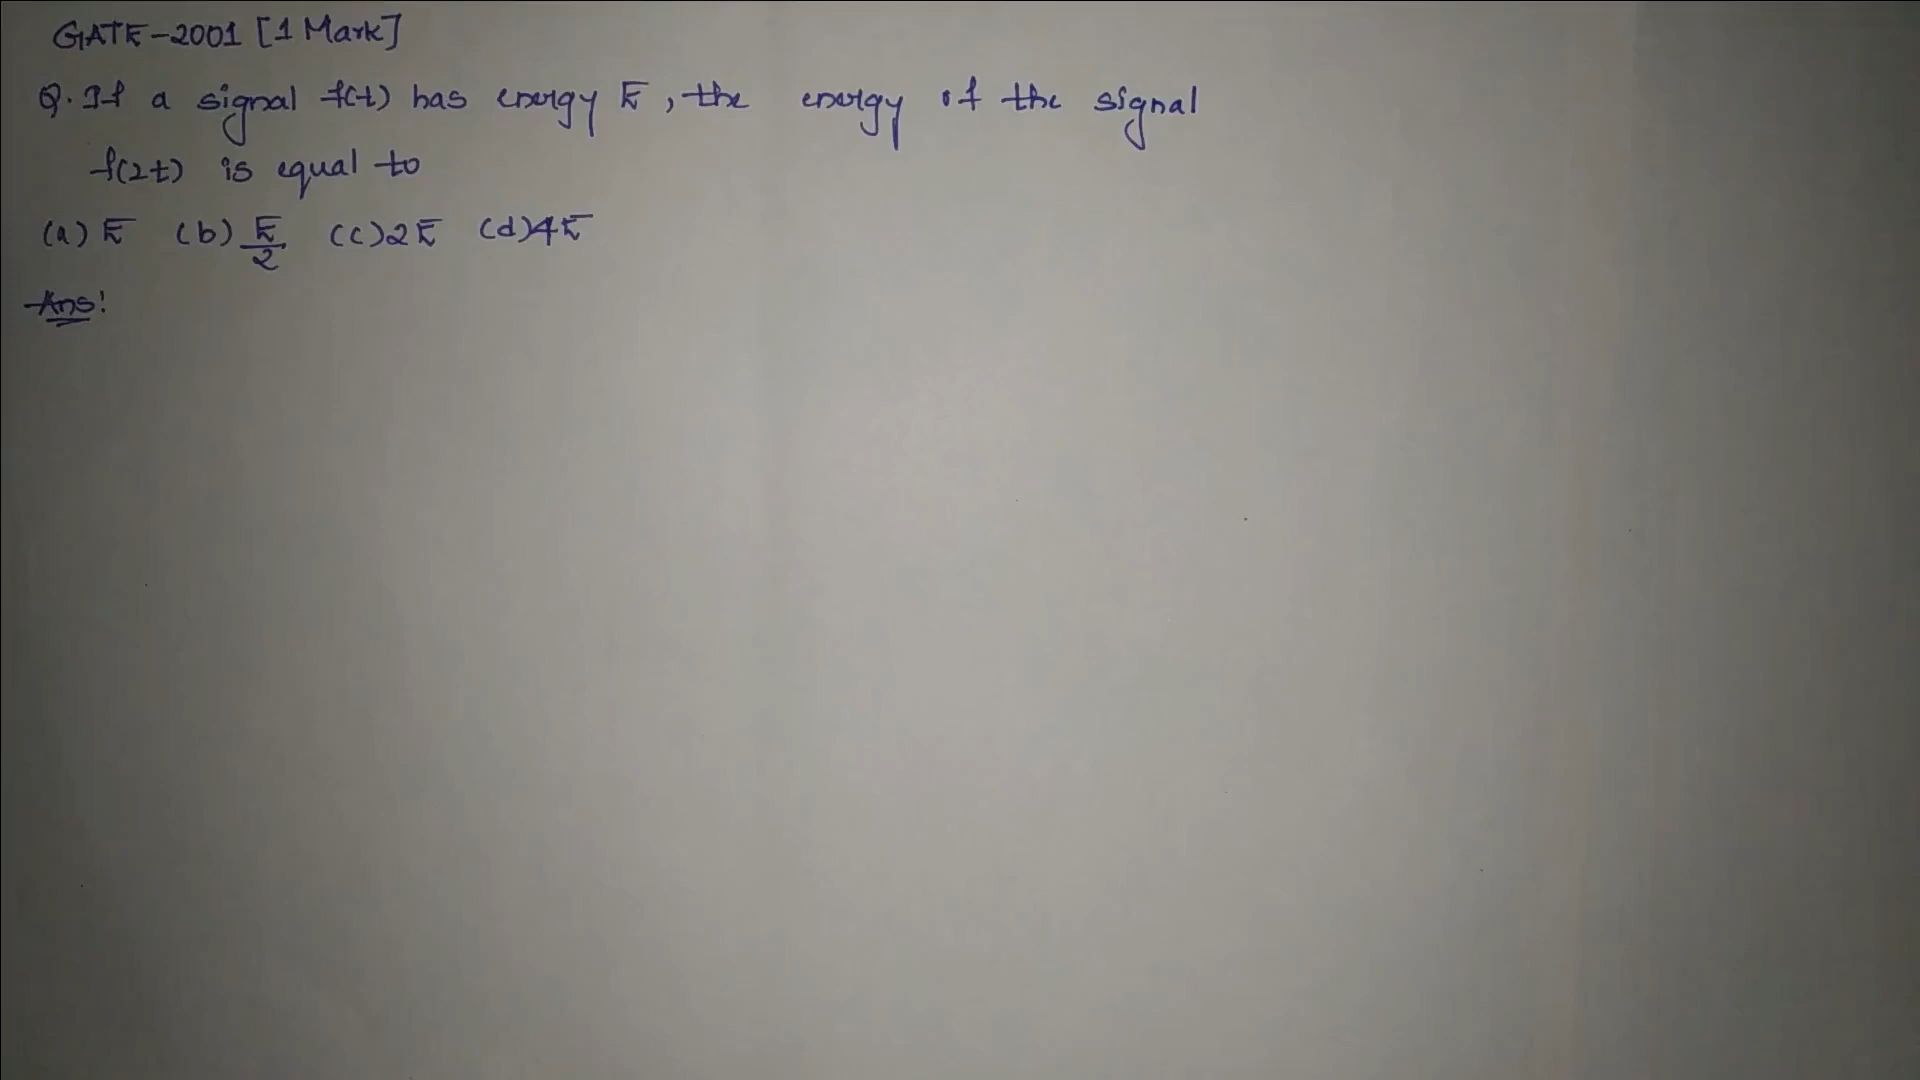 GATE-2001 [1 Mark]
Q. If a signal f(t) has energy E, the energy of the signal
f(2t) is equal to
(a) E (b) E/2 (c) 2E (d) 4E
Ans: